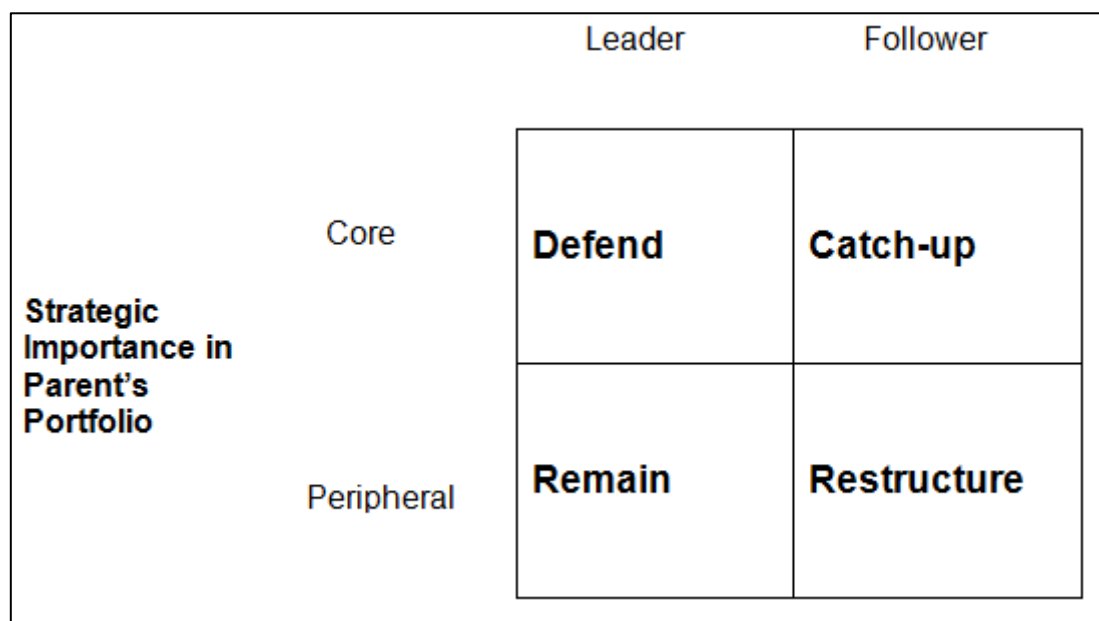 Leader Follower
Core
Defend Catch-up
Strategic
Importance in
Parent’s
Portfolio
Remain Restructure
Peripheral